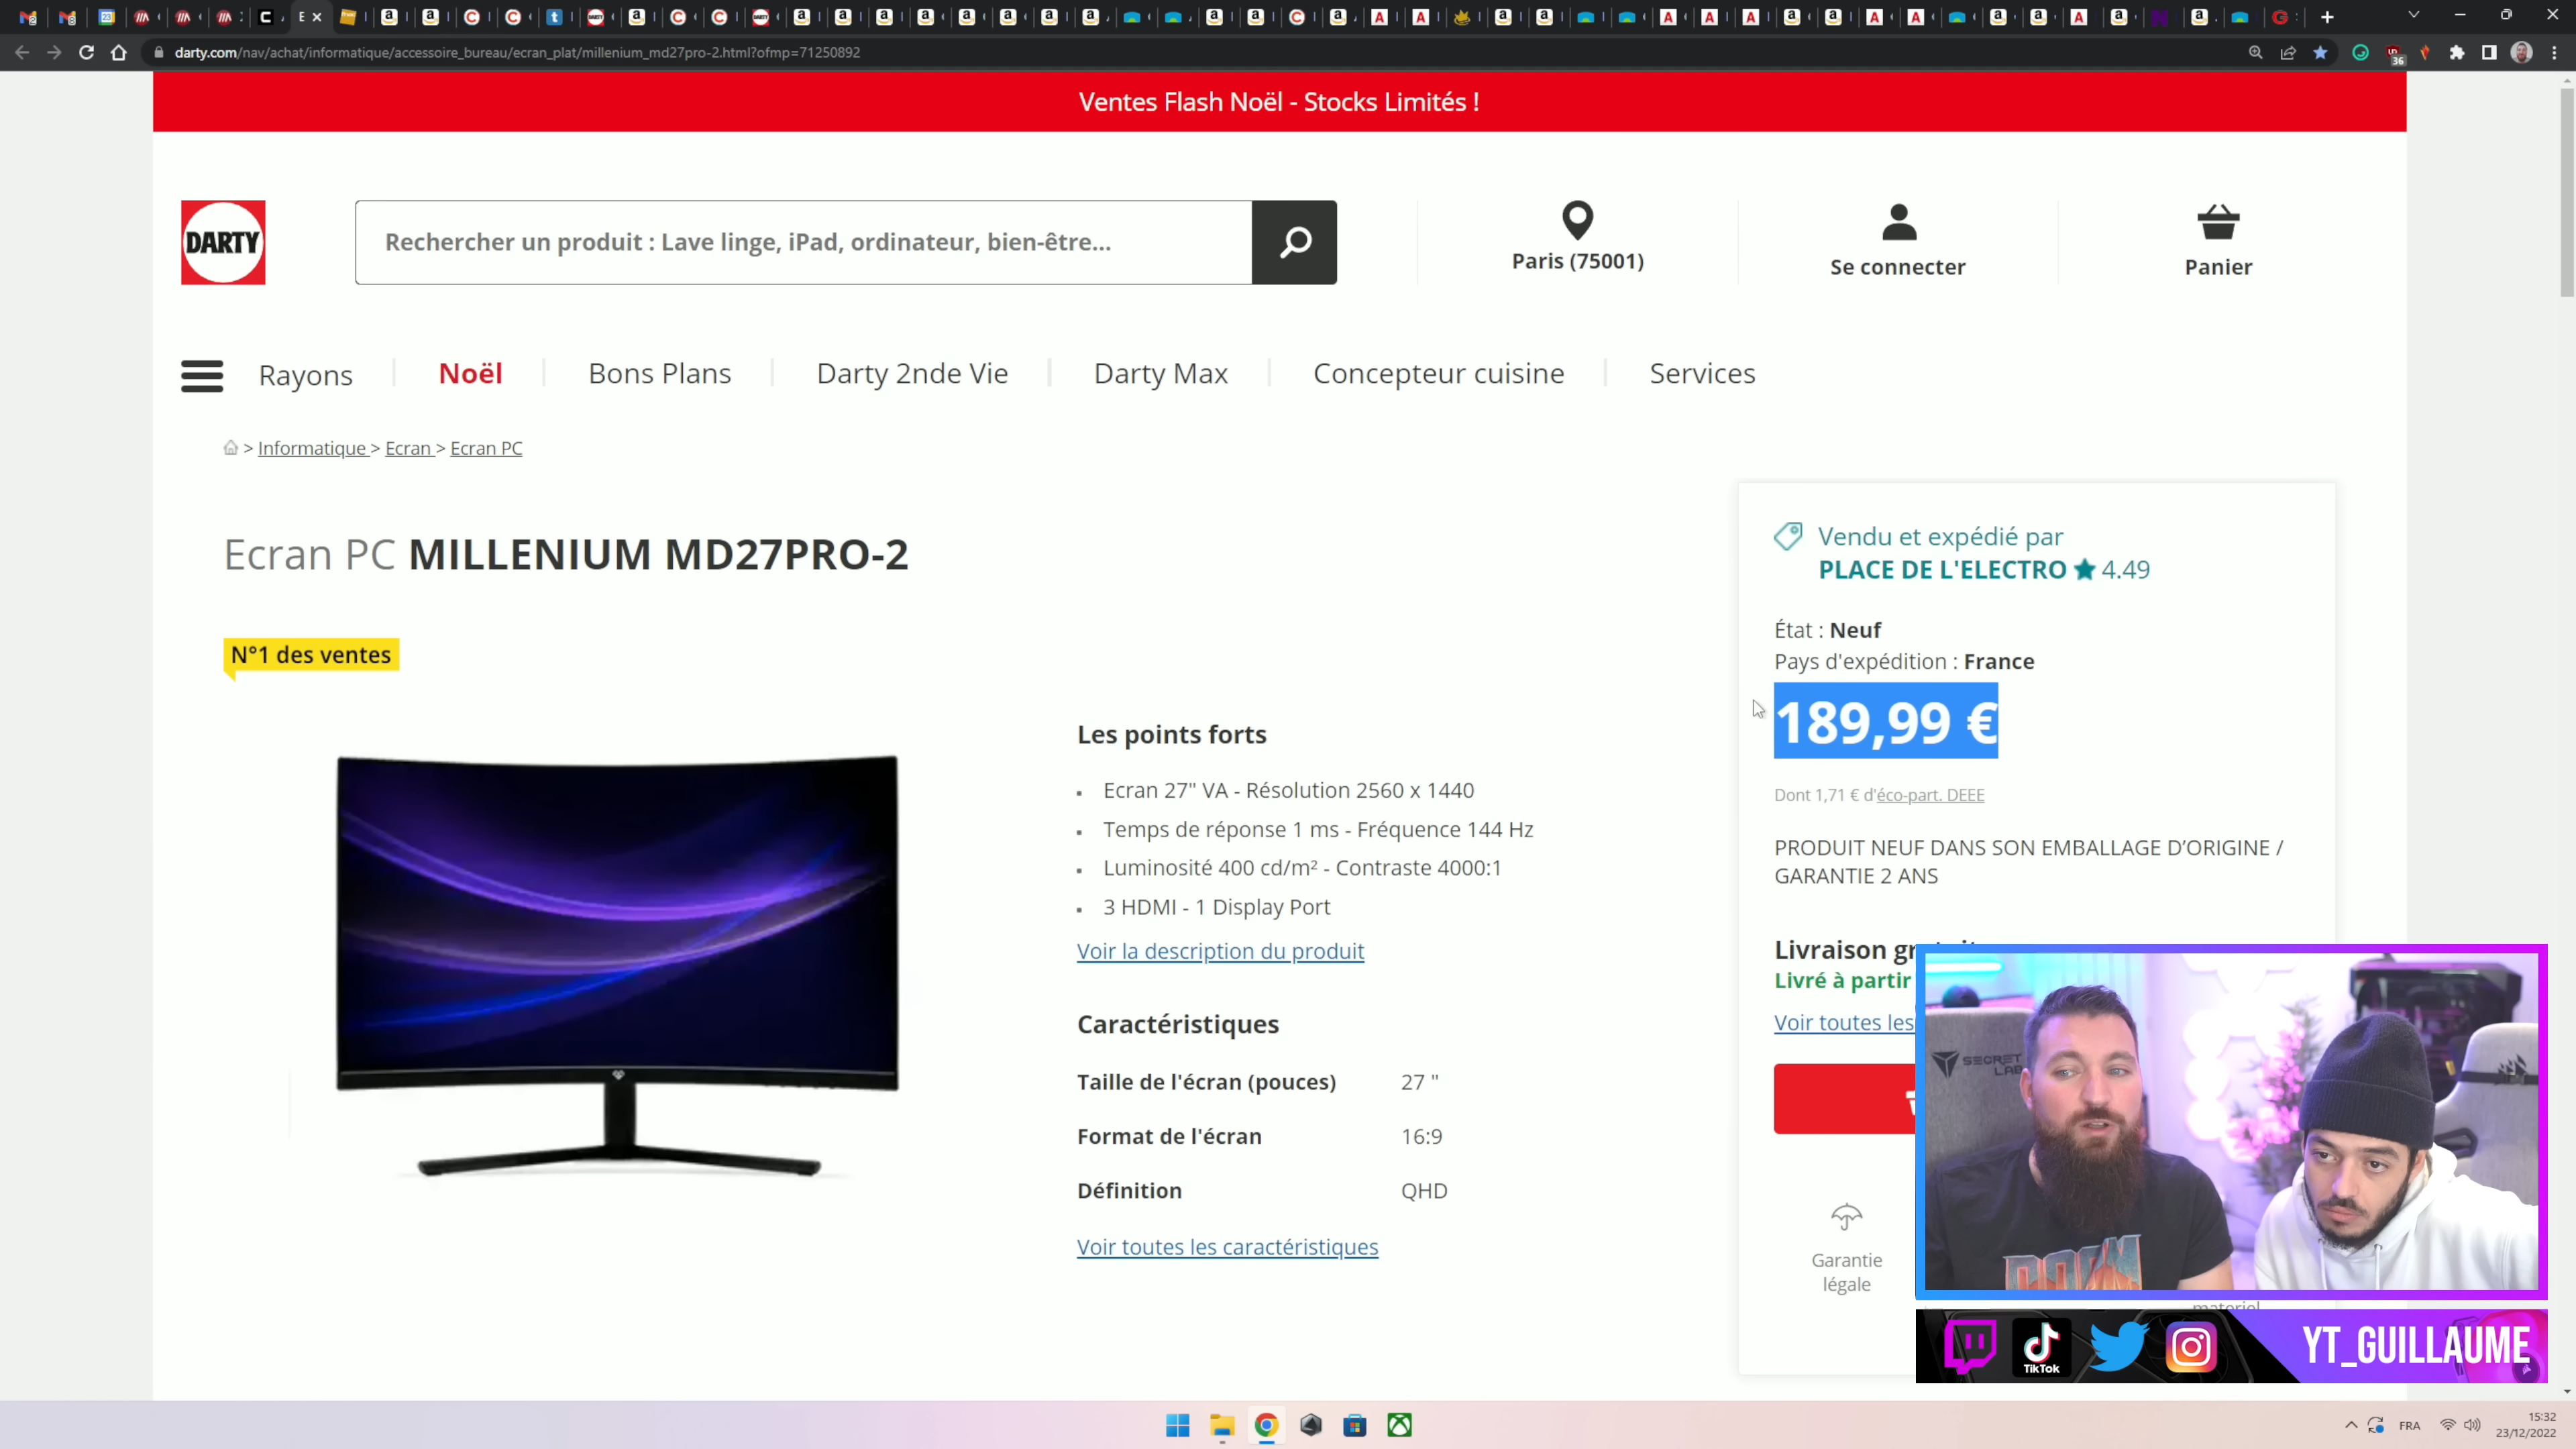 darty.com/nav/achat/informatique/accessoire_bureau/ecran_plat/millenium_md27pro-2.html?ofmp=71250892
36
Ventes Flash Noël - Stocks Limités !
DARTY
Rechercher un produit : Lave linge, iPad, ordinateur, bien-être...
Paris (75001)
Se connecter
Panier
Rayons
Noël
Bons Plans
Darty 2nde Vie
Darty Max
Concepteur cuisine
Services
> Informatique > Ecran > Ecran PC
Ecran PC MILLENIUM MD27PRO-2
N°1 des ventes
Les points forts
Ecran 27" VA - Résolution 2560 x 1440
Temps de réponse 1 ms - Fréquence 144 Hz
Luminosité 400 cd/m² - Contraste 4000:1
3 HDMI - 1 Display Port
Voir la description du produit
Caractéristiques
Taille de l'écran (pouces) 27 "
Format de l'écran 16:9
Définition QHD
Voir toutes les caractéristiques
Vendu et expédié par
PLACE DE L'ELECTRO 4.49
État : Neuf
Pays d'expédition : France
189,99 €
Dont 1,71 € d'éco-part. DEEE
PRODUIT NEUF DANS SON EMBALLAGE D'ORIGINE /
GARANTIE 2 ANS
Livraison
Livré à partir
Voir toutes les
Garantie
légale
SECRET
LAB
DOOM
TikTok
YT_GUILLAUME
FRA
15:32
23/12/2022